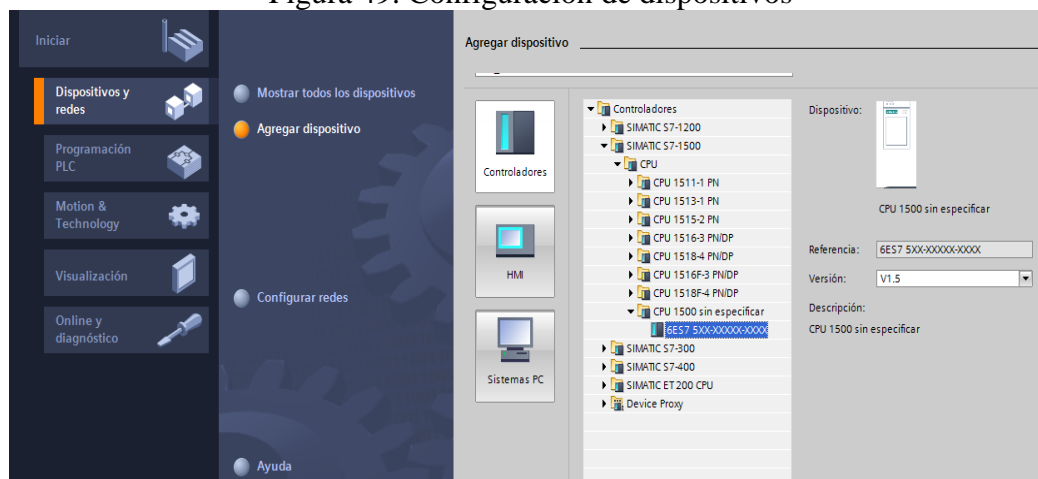 Figura 49. Configuración de dispositivos
Iniciar
Dispositivos y
redes
Programación
PLC
Motion &
Technology
Visualización
Online y
diagnóstico
Mostrar todos los dispositivos
Agregar dispositivo
Configurar redes
Ayuda
Agregar dispositivo
Controladores
HMI
Sistemas PC
Controladores
SIMATIC S7-1200
SIMATIC S7-1500
CPU
CPU 1511-1 PN
CPU 1513-1 PN
CPU 1515-2 PN
CPU 1516-3 PN/DP
CPU 1518-4 PN/DP
CPU 1516F-3 PN/DP
CPU 1518F-4 PN/DP
CPU 1500 sin especificar
6ES7 5XX-XXXXX-XXXX
SIMATIC S7-300
SIMATIC S7-400
SIMATIC ET 200 CPU
Device Proxy
Dispositivo:
CPU 1500 sin especificar
Referencia: 6ES7 5XX-XXXXX-XXXX
Versión: V1.5
Descripción:
CPU 1500 sin especificar